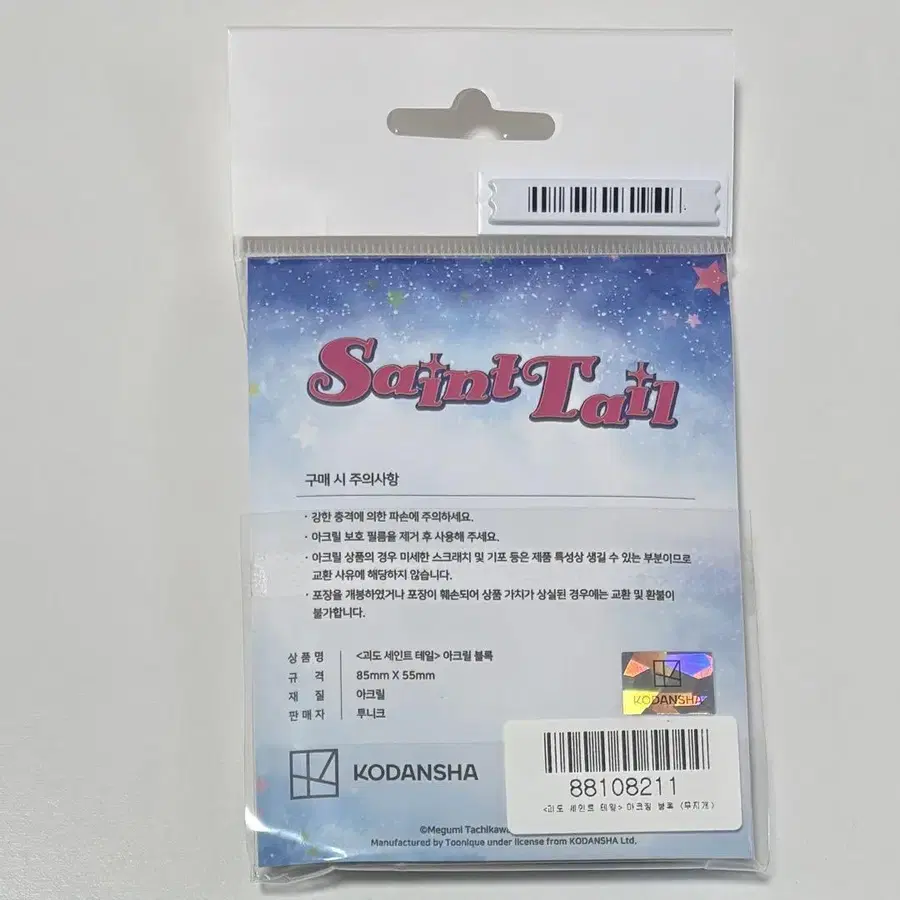 Saint Tail
구매 시 주의사항
· 강한 충격에 의한 파손에 주의하세요.
· 아크릴 보호 필름을 제거 후 사용해 주세요.
· 아크릴 상품의 경우 미세한 스크래치 및 기포 등은 제품 특성상 생길 수 있는 부분이므로
교환 사유에 해당하지 않습니다.
· 포장을 개봉하였거나 포장이 훼손되어 상품 가치가 상실된 경우에는 교환 및 환불이
불가합니다.
상품명 <괴도 세인트 테일> 아크릴 블록
규격 85mm X 55mm
재질 아크릴
판매자 투니크
KODANSHA
KODANSHA
88108211
<괴도 세인트 테일> 아크릴 블록 (무지개)
©Megumi Tachikawa
Manufactured by Toonique under license from KODANSHA Ltd.